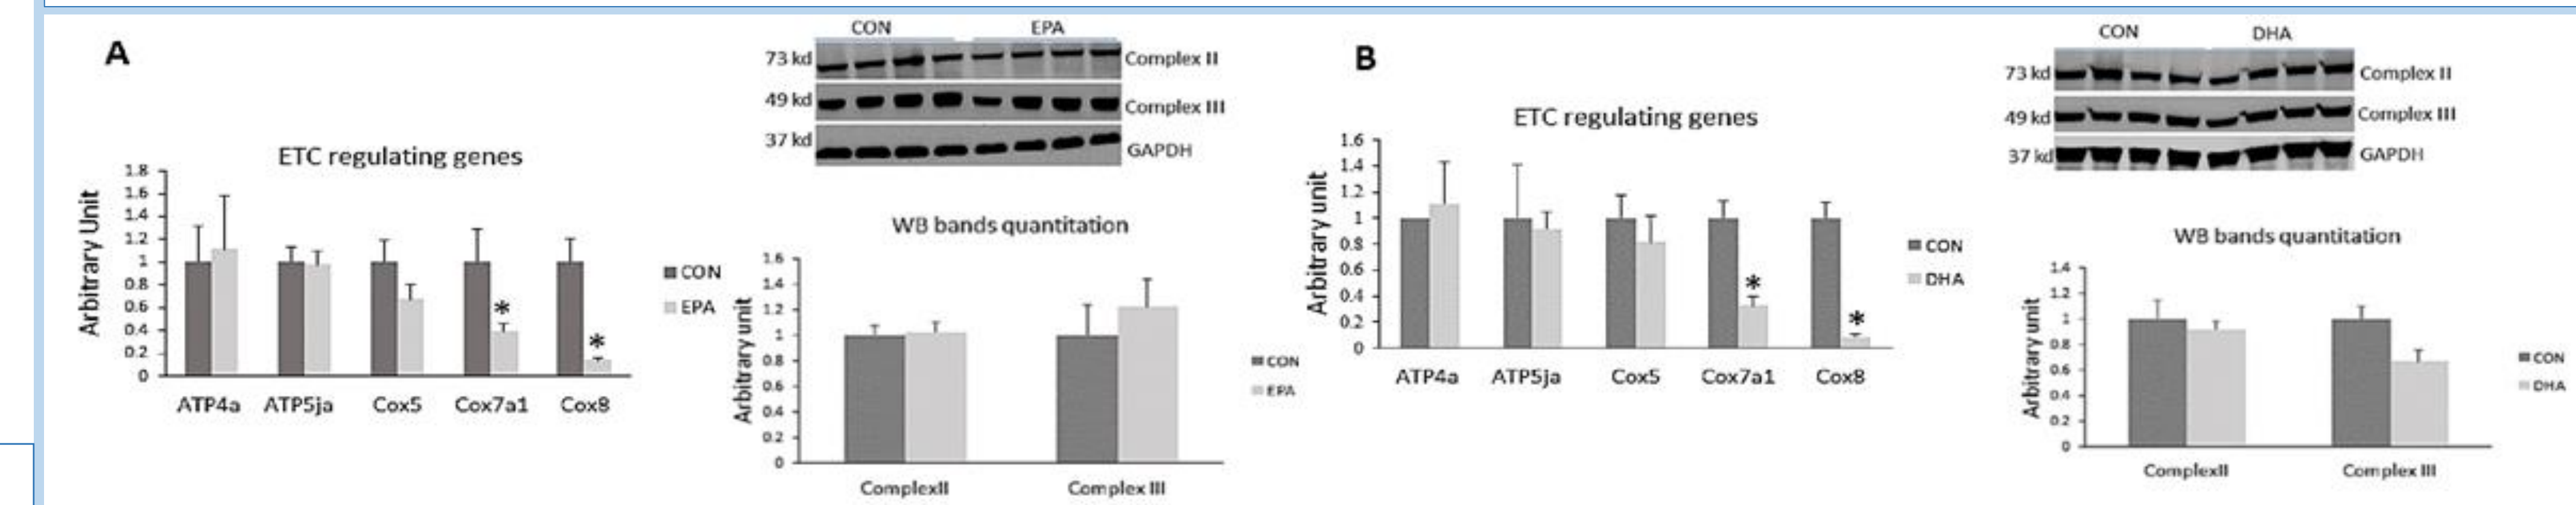 A
CON EPA
73 kd Complex II
49 kd Complex III
37 kd GAPDH
ETC regulating genes
Arbitrary Unit
1.8
1.6
1.4
1.2
1
0.8
0.6
0.4
0.2
0
*
*
ATP4a ATP5ja Cox5 Cox7a1 Cox8
CON
EPA
WB bands quantitation
Arbitrary unit
1.6
1.4
1.2
1
0.8
0.6
0.4
0.2
0
ComplexII Complex III
CON
EPA
B
CON DHA
73 kd Complex II
49 kd Complex III
37 kd GAPDH
ETC regulating genes
Arbitrary unit
1.6
1.4
1.2
1
0.8
0.6
0.4
0.2
0
*
*
ATP4a ATP5ja Cox5 Cox7a1 Cox8
CON
DHA
WB bands quantitation
Arbitrary unit
1.4
1.2
1
0.8
0.6
0.4
0.2
0
ComplexII Complex III
CON
DHA